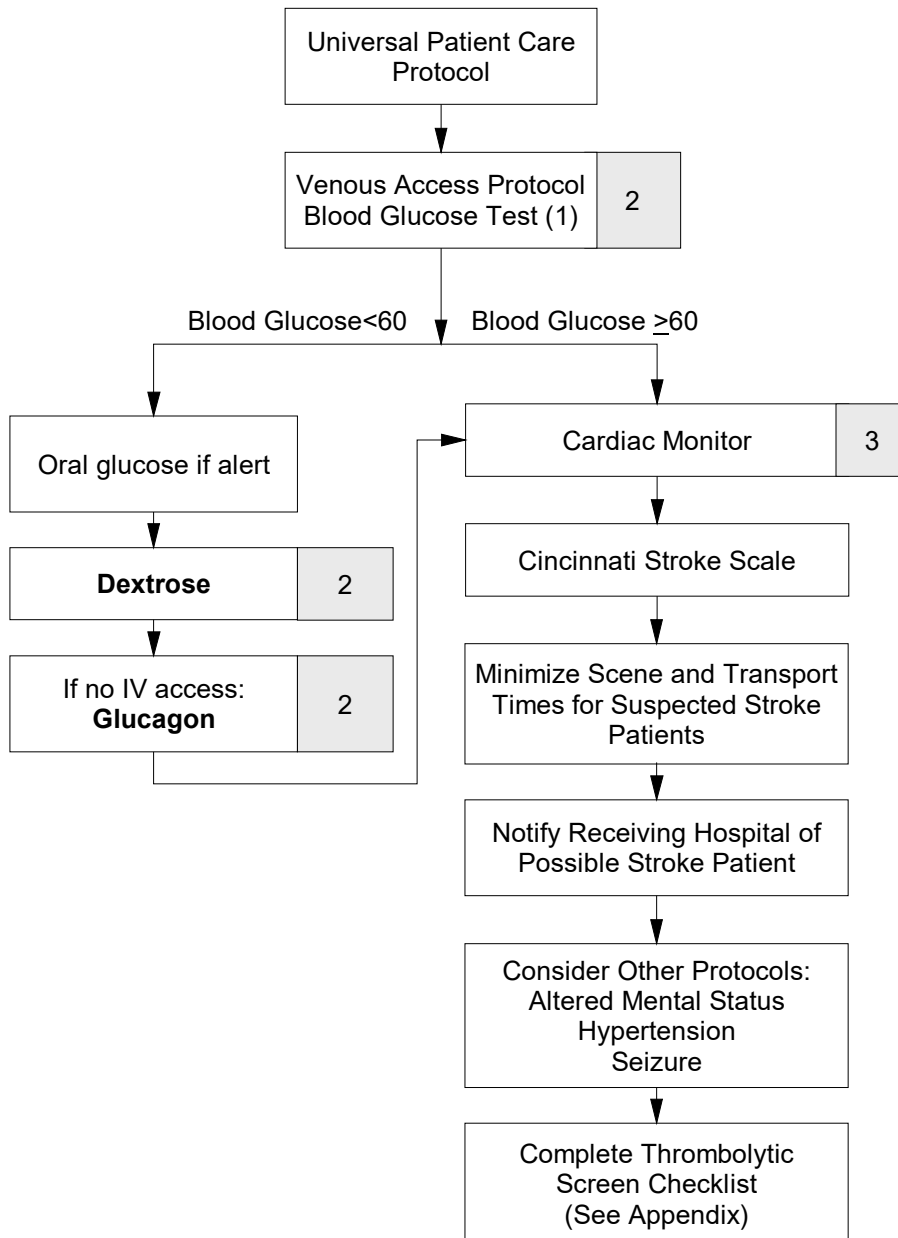 Universal Patient Care
Protocol
Venous Access Protocol
Blood Glucose Test (1)
2
Blood Glucose<60
Blood Glucose ≥60
Oral glucose if alert
Dextrose
2
If no IV access:
Glucagon
2
Cardiac Monitor
3
Cincinnati Stroke Scale
Minimize Scene and Transport
Times for Suspected Stroke
Patients
Notify Receiving Hospital of
Possible Stroke Patient
Consider Other Protocols:
Altered Mental Status
Hypertension
Seizure
Complete Thrombolytic
Screen Checklist
(See Appendix)